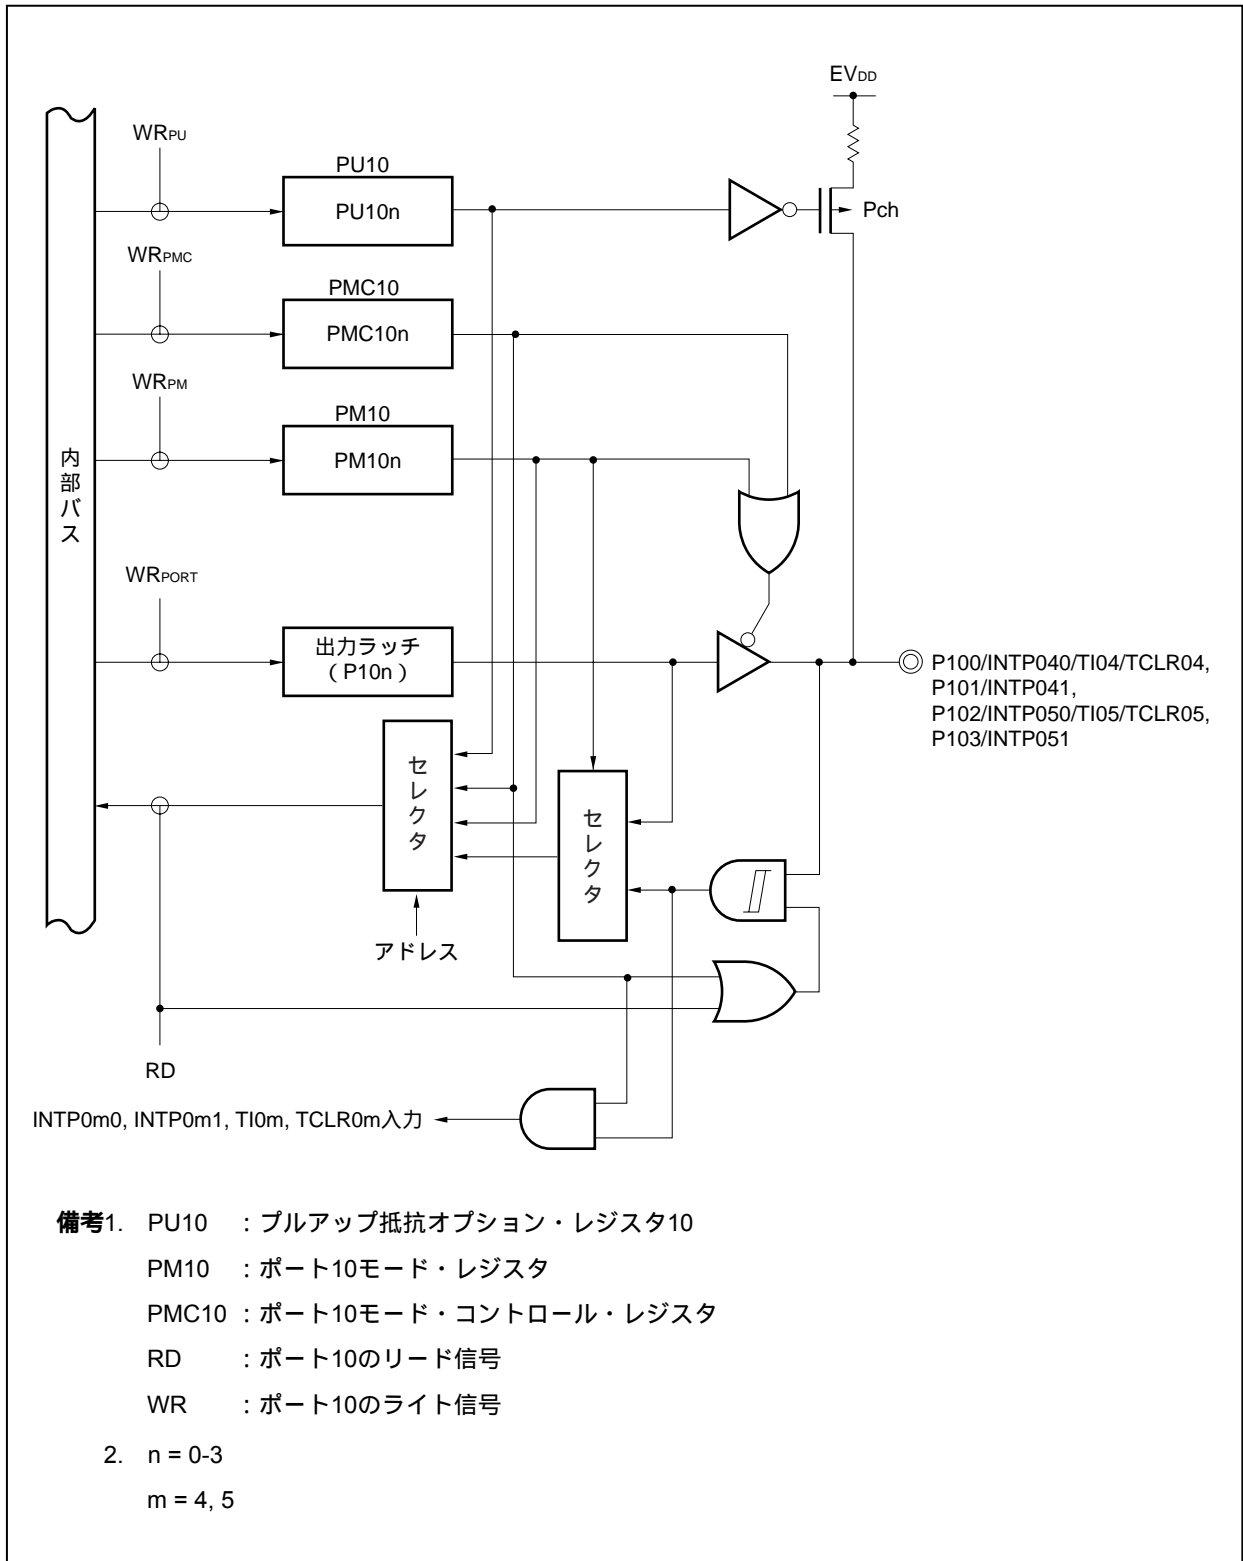 EVDD
WRPU
PU10
PU10n
Pch
WRPMC
PMC10
PMC10n
WRPM
PM10
PM10n
内部バス
WRPORT
出力ラッチ
（P10n）
P100/INTP040/TI04/TCLR04,
P101/INTP041,
P102/INTP050/TI05/TCLR05,
P103/INTP051
セレクタ
セレクタ
アドレス
RD
INTP0m0, INTP0m1, TI0m, TCLR0m入力
備考1. PU10 ：プルアップ抵抗オプション・レジスタ10
PM10 ：ポート10モード・レジスタ
PMC10 ：ポート10モード・コントロール・レジスタ
RD ：ポート10のリード信号
WR ：ポート10のライト信号
2. n = 0-3
m = 4, 5